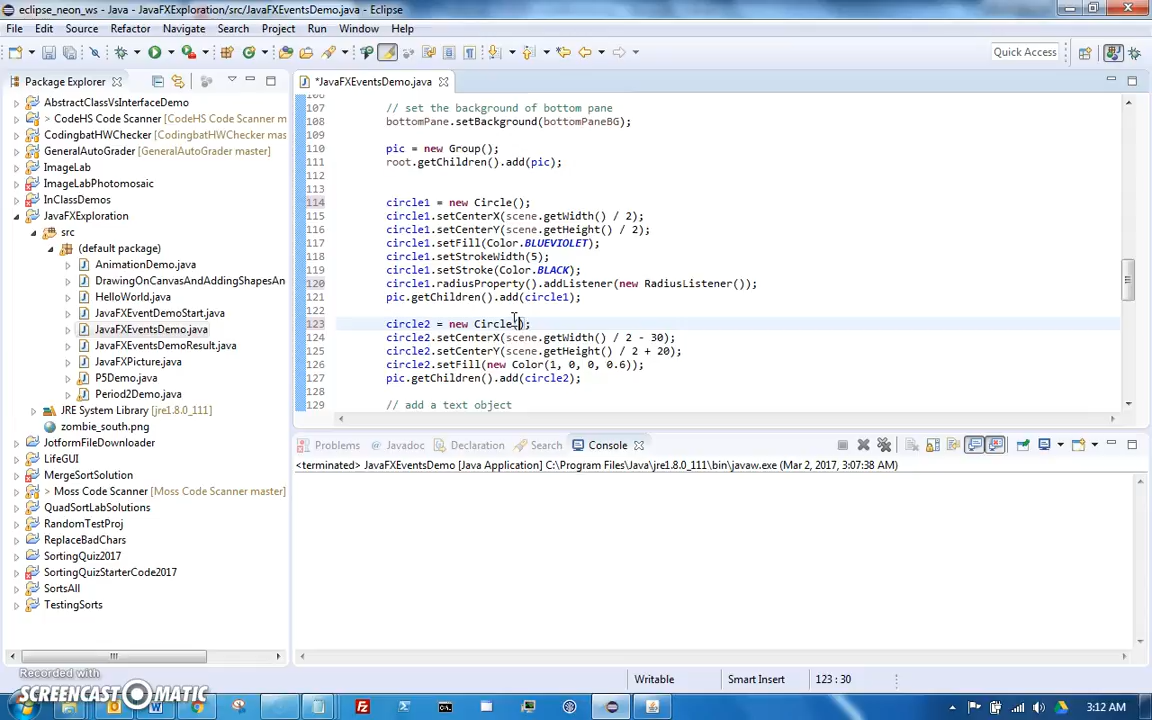 eclipse_neon_ws - Java - JavaFXExploration/src/JavaFXEventsDemo.java - Eclipse
File Edit Source Refactor Navigate Search Project Run Window Help
Quick Access
Package Explorer
*JavaFXEventsDemo.java
AbstractClassVsInterfaceDemo
> CodeHS Code Scanner [CodeHS Code Scanner m
CodingbatHWChecker [CodingbatHWChecker mas
GeneralAutoGrader [GeneralAutoGrader master]
ImageLab
ImageLabPhotomosaic
InClassDemos
JavaFXExploration
src
(default package)
AnimationDemo.java
DrawingOnCanvasAndAddingShapesAn
HelloWorld.java
JavaFXEventDemoStart.java
JavaFXEventsDemo.java
JavaFXEventsDemoResult.java
JavaFXPicture.java
P5Demo.java
Period2Demo.java
JRE System Library [jre1.8.0_111]
zombie_south.png
JotformFileDownloader
LifeGUI
MergeSortSolution
> Moss Code Scanner [Moss Code Scanner master]
QuadSortLabSolutions
RandomTestProj
ReplaceBadChars
SortingQuiz2017
SortingQuizStarterCode2017
SortsAll
TestingSorts
106
107 // set the background of bottom pane
108 bottomPane.setBackground(bottomPaneBG);
109
110 pic = new Group();
111 root.getChildren().add(pic);
112
113
114 circle1 = new Circle();
115 circle1.setCenterX(scene.getWidth() / 2);
116 circle1.setCenterY(scene.getHeight() / 2);
117 circle1.setFill(Color.BLUEVIOLET);
118 circle1.setStrokeWidth(5);
119 circle1.setStroke(Color.BLACK);
120 circle1.radiusProperty().addListener(new RadiusListener());
121 pic.getChildren().add(circle1);
122
123 circle2 = new Circle();
124 circle2.setCenterX(scene.getWidth() / 2 - 30);
125 circle2.setCenterY(scene.getHeight() / 2 + 20);
126 circle2.setFill(new Color(1, 0, 0, 0.6));
127 pic.getChildren().add(circle2);
128
129 // add a text object
Problems Javadoc Declaration Search Console
<terminated> JavaFXEventsDemo [Java Application] C:\Program Files\Java\jre1.8.0_111\bin\javaw.exe (Mar 2, 2017, 3:07:38 AM)
Writable Smart Insert 123 : 30
Recorded with
SCREENCAST MATIC
3:12 AM